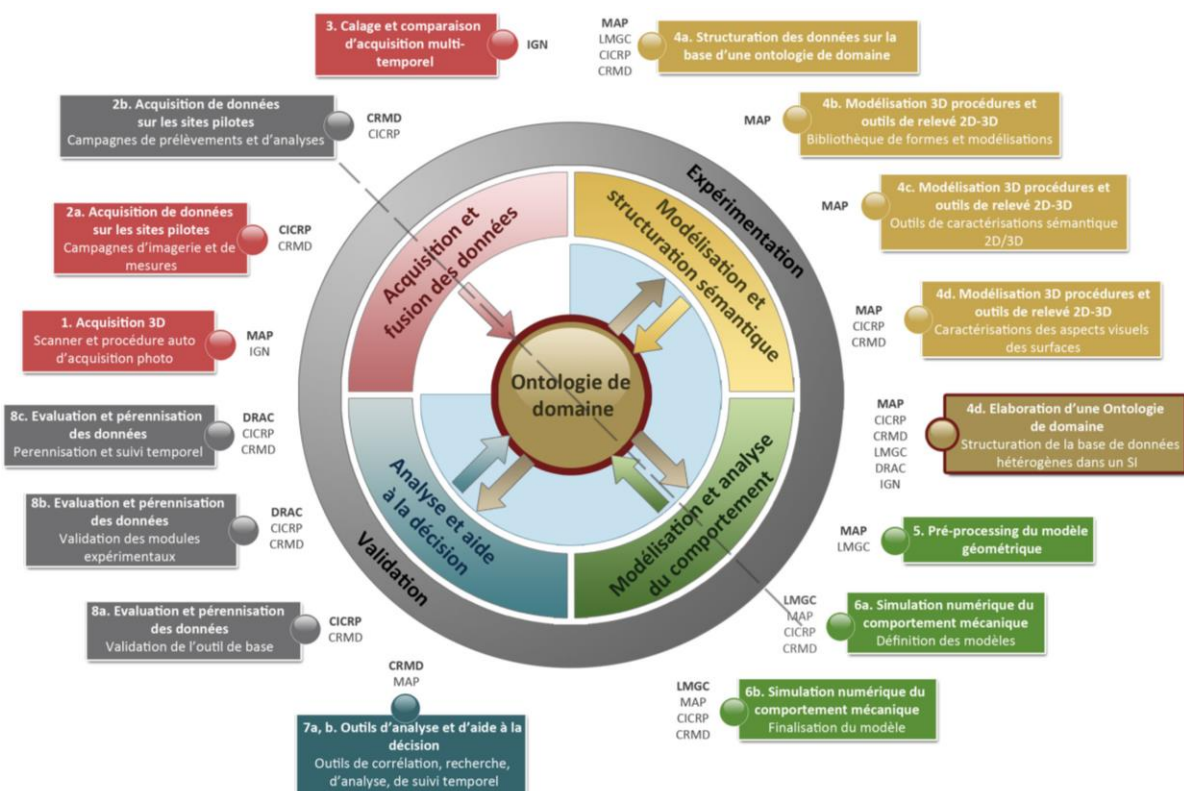 3. Calage et comparaison
d'acquisition multi-
temporel
IGN
MAP
LMGC
CICRP
CRMD
4a. Structuration des données sur la
base d'une ontologie de domaine
2b. Acquisition de données
sur les sites pilotes
Campagnes de prélèvements et d'analyses
CRMD
CICRP
MAP
4b. Modélisation 3D procédures et
outils de relevé 2D-3D
Bibliothèque de formes et modélisations
2a. Acquisition de données
sur les sites pilotes
Campagnes d'imagerie et de
mesures
CICRP
CRMD
MAP
4c. Modélisation 3D procédures et
outils de relevé 2D-3D
Outils de caractérisations sémantique
2D/3D
1. Acquisition 3D
Scanner et procédure auto
d'acquisition photo
MAP
IGN
MAP
CICRP
CRMD
4d. Modélisation 3D procédures et
outils de relevé 2D-3D
Caractérisations des aspects visuels
des surfaces
Expérimentation
Acquisition et
fusion des données
Modélisation et
structuration sémantique
Ontologie de
domaine
Analyse et aide
à la décision
Modélisation et analyse
du comportement
Validation
8c. Evaluation et pérennisation
des données
Perennisation et suivi temporel
DRAC
CICRP
CRMD
MAP
CICRP
CRMD
LMGC
DRAC
IGN
4d. Elaboration d'une Ontologie
de domaine
Structuration de la base de données
hétérogènes dans un SI
8b. Evaluation et pérennisation
des données
Validation des modules
expérimentaux
DRAC
CICRP
CRMD
MAP
LMGC
5. Pré-processing du modèle
géométrique
8a. Evaluation et pérennisation
des données
Validation de l'outil de base
CICRP
CRMD
LMGC
MAP
CICRP
CRMD
6a. Simulation numérique du
comportement mécanique
Définition des modèles
CRMD
MAP
7a, b. Outils d'analyse et d'aide à la
décision
Outils de corrélation, recherche,
d'analyse, de suivi temporel
LMGC
MAP
CICRP
CRMD
6b. Simulation numérique du
comportement mécanique
Finalisation du modèle